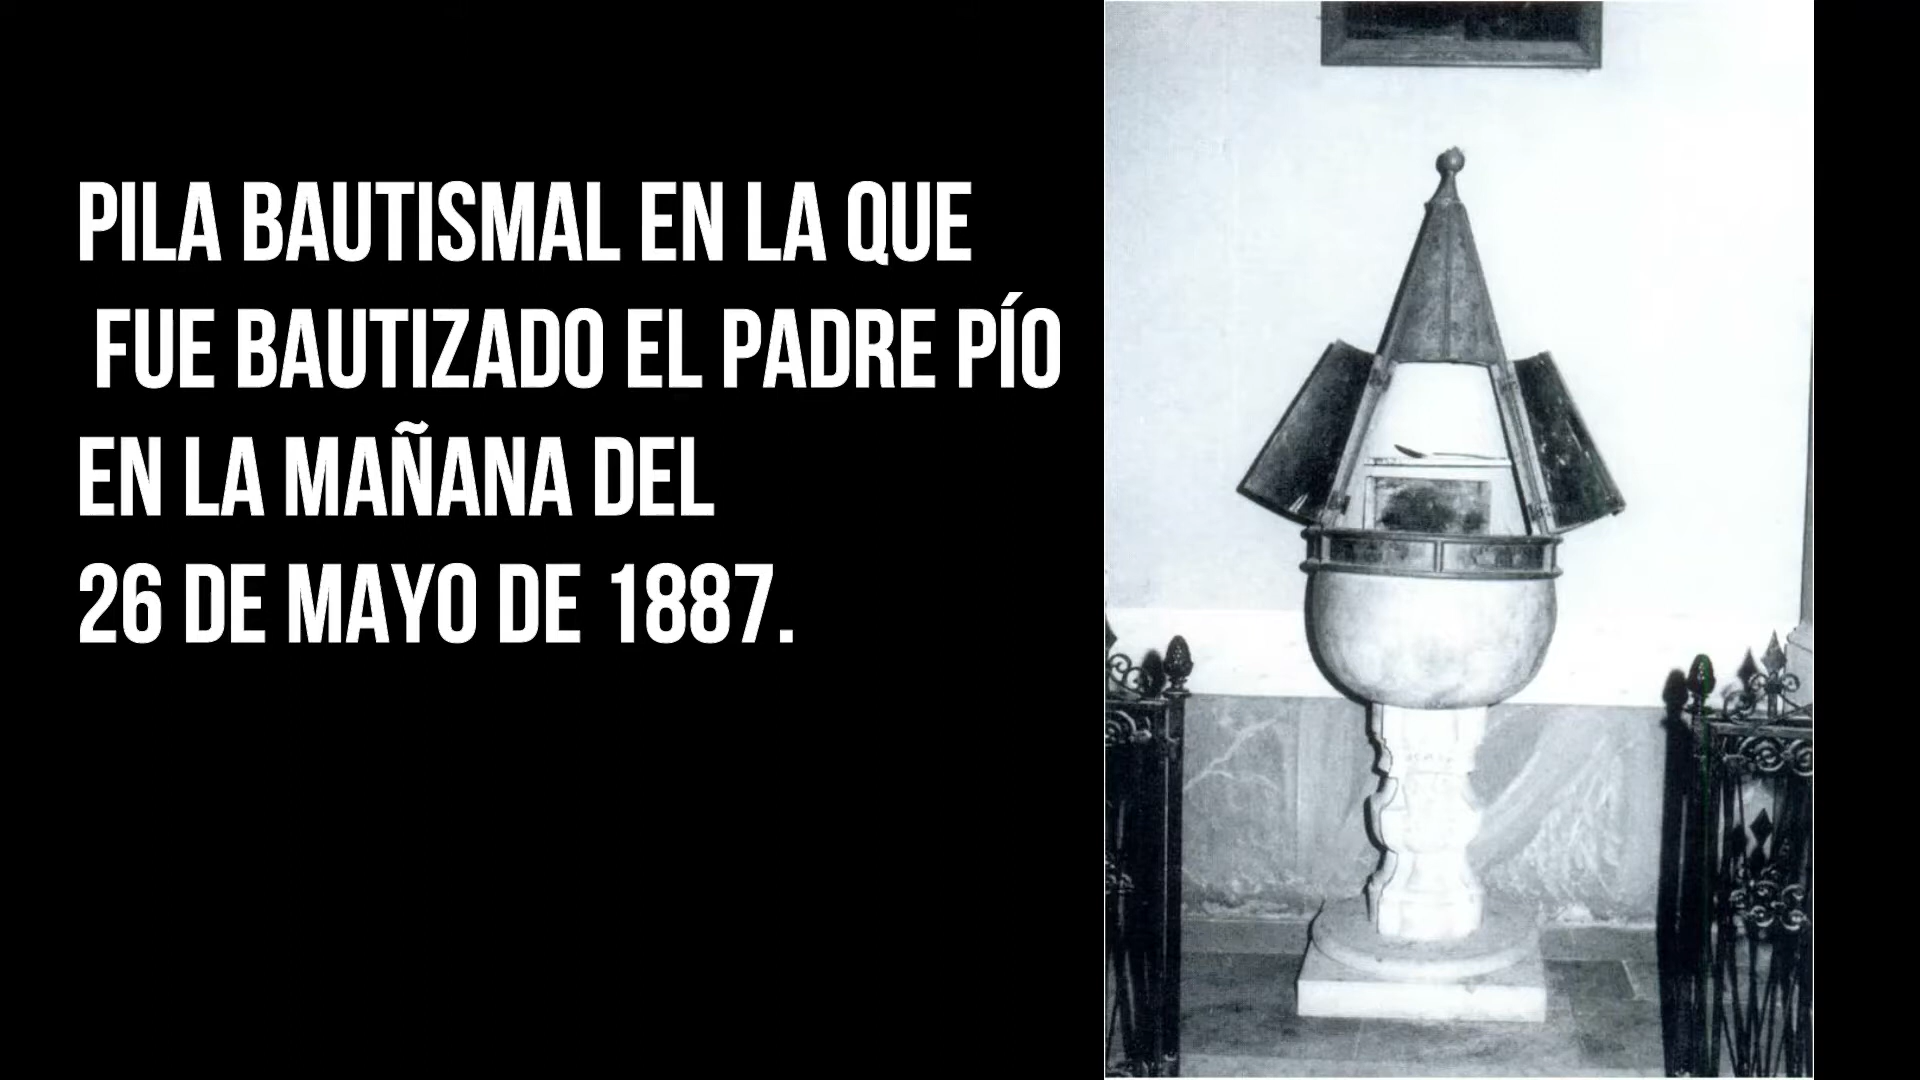 PILA BAUTISMAL EN LA QUE
FUE BAUTIZADO EL PADRE PÍO
EN LA MAÑANA DEL
26 DE MAYO DE 1887.